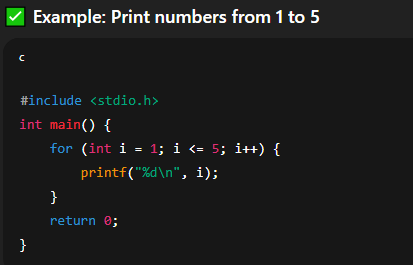 ✅ Example: Print numbers from 1 to 5
c
#include <stdio.h>
int main() {
    for (int i = 1; i <= 5; i++) {
        printf("%d\n", i);
    }
    return 0;
}